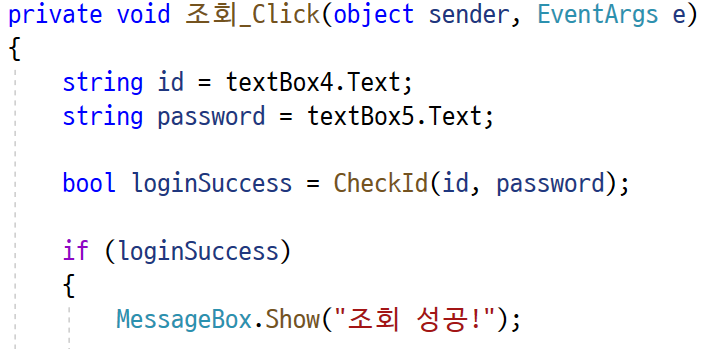 private void 조회_Click(object sender, EventArgs e)
{
string id = textBox4.Text;
string password = textBox5.Text;
bool loginSuccess = CheckId(id, password);
if (loginSuccess)
{
MessageBox.Show("조회 성공!");